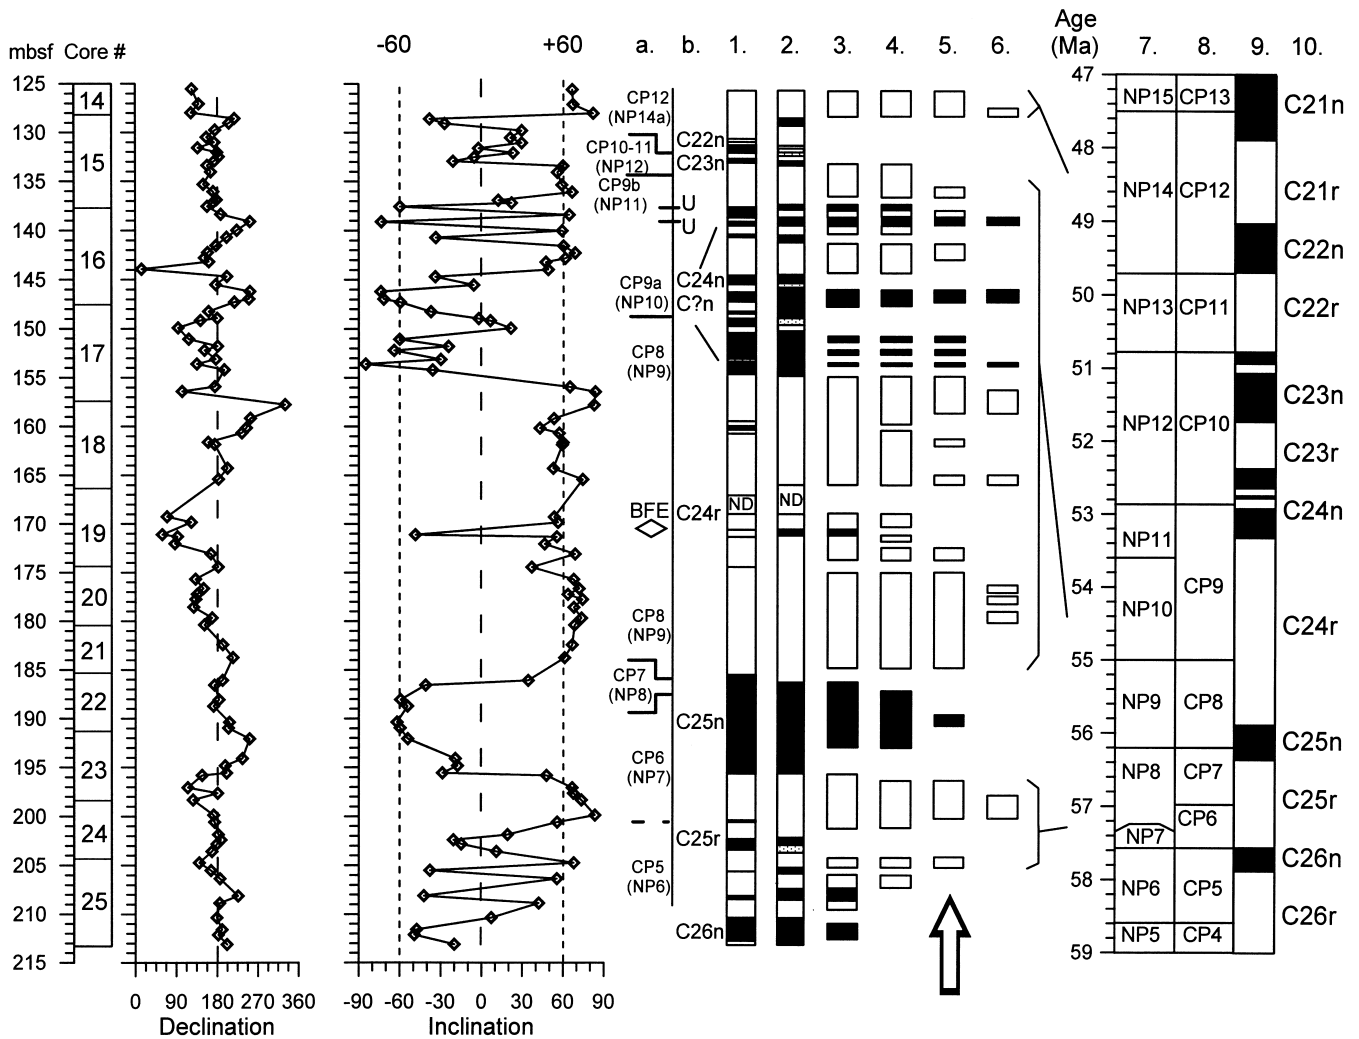 mbsf Core # -60 +60 a. b. 1. 2. 3. 4. 5. 6. Age (Ma) 7. 8. 9. 10.
125
130
135
140
145
150
155
160
165
170
175
180
185
190
195
200
205
210
215
14
15
16
17
18
19
20
21
22
23
24
25
0 90 180 270 360
Declination
-90 -60 -30 0 30 60 90
Inclination
CP12
(NP14a)
CP10-11
(NP12)
CP9b
(NP11)
CP9a
(NP10)
CP8
(NP9)
BFE
CP8
(NP9)
CP7
(NP8)
CP6
(NP7)
CP5
(NP6)
C22n
C23n
U
U
C24n
C?n
C24r
C25n
C25r
C26n
ND
ND
47
48
49
50
51
52
53
54
55
56
57
58
59
NP15
NP14
NP13
NP12
NP11
NP10
NP9
NP8
NP7
NP6
NP5
CP13
CP12
CP11
CP10
CP9
CP8
CP7
CP6
CP5
CP4
C21n
C21r
C22n
C22r
C23n
C23r
C24n
C24r
C25n
C25r
C26n
C26r